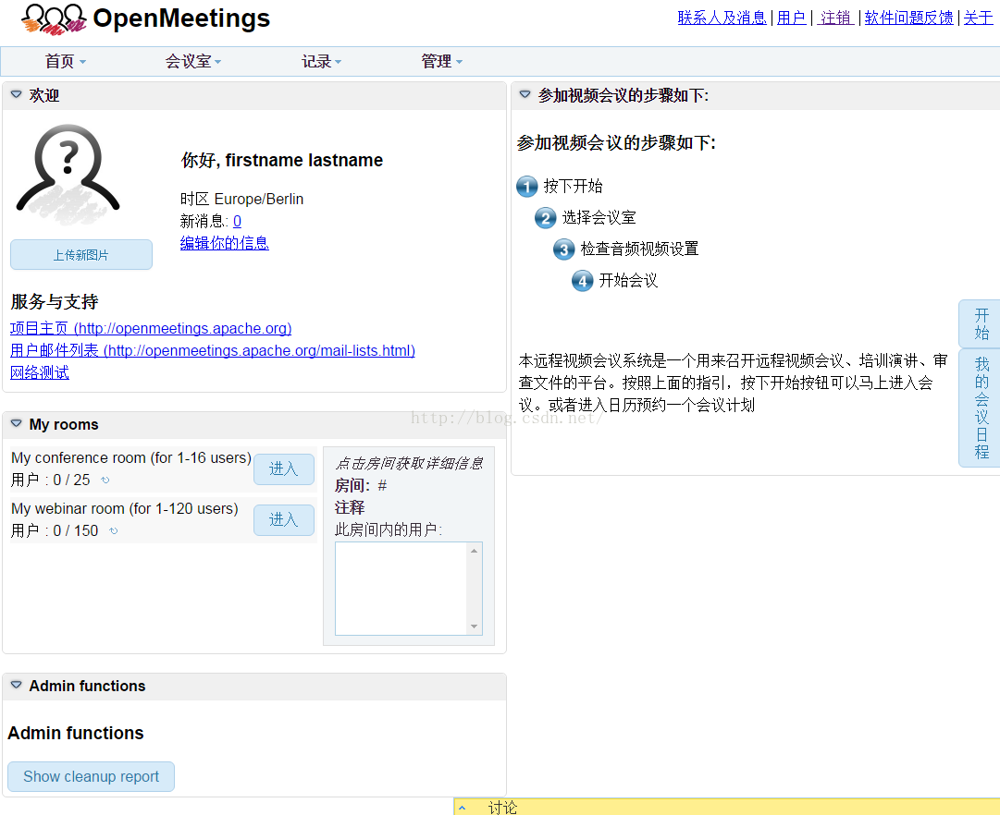 OpenMeetings
联系人及消息 | 用户 | 注销 | 软件问题反馈 | 关于
首页 会议室 记录 管理
欢迎
?
你好, firstname lastname
时区 Europe/Berlin
新消息: 0
编辑你的信息
上传新图片
服务与支持
项目主页 (http://openmeetings.apache.org)
用户邮件列表 (http://openmeetings.apache.org/mail-lists.html)
网络测试
My rooms
My conference room (for 1-16 users)
用户 : 0 / 25
进入
My webinar room (for 1-120 users)
用户 : 0 / 150
进入
点击房间获取详细信息
房间: #
注释
此房间内的用户:
Admin functions
Admin functions
Show cleanup report
参加视频会议的步骤如下:
参加视频会议的步骤如下:
1 按下开始
2 选择会议室
3 检查音频视频设置
4 开始会议
开始
我的会议日程
本远程视频会议系统是一个用来召开远程视频会议、培训演讲、审
查文件的平台。按照上面的指引，按下开始按钮可以马上进入会
议。或者进入日历预约一个会议计划
http://blog.csdn.net/
讨论